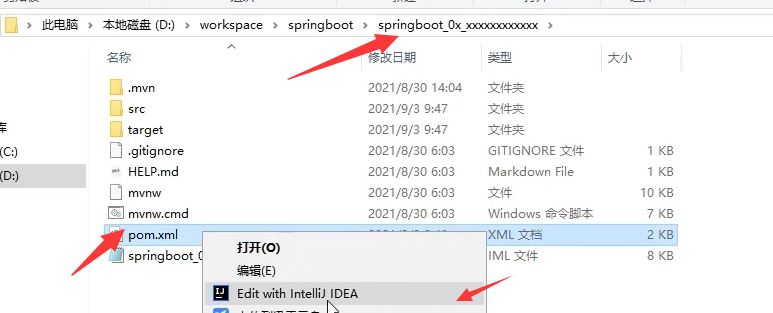 此电脑 > 本地磁盘 (D:) > workspace > springboot > springboot_0x_xxxxxxxxxxxx >
名称 修改日期 类型 大小
.mvn 2021/8/30 14:04 文件夹
src 2021/9/3 9:47 文件夹
target 2021/9/3 9:47 文件夹
库
.gitignore 2021/8/30 6:03 GITIGNORE 文件 1 KB
(C:)
HELP.md 2021/8/30 6:03 Markdown File 1 KB
(D:)
mvnw 2021/8/30 6:03 文件 10 KB
mvnw.cmd 2021/8/30 6:03 Windows 命令脚本 7 KB
pom.xml XML 文档 2 KB
打开(O)
springboot_0 IML 文件 8 KB
编辑(E)
Edit with IntelliJ IDEA